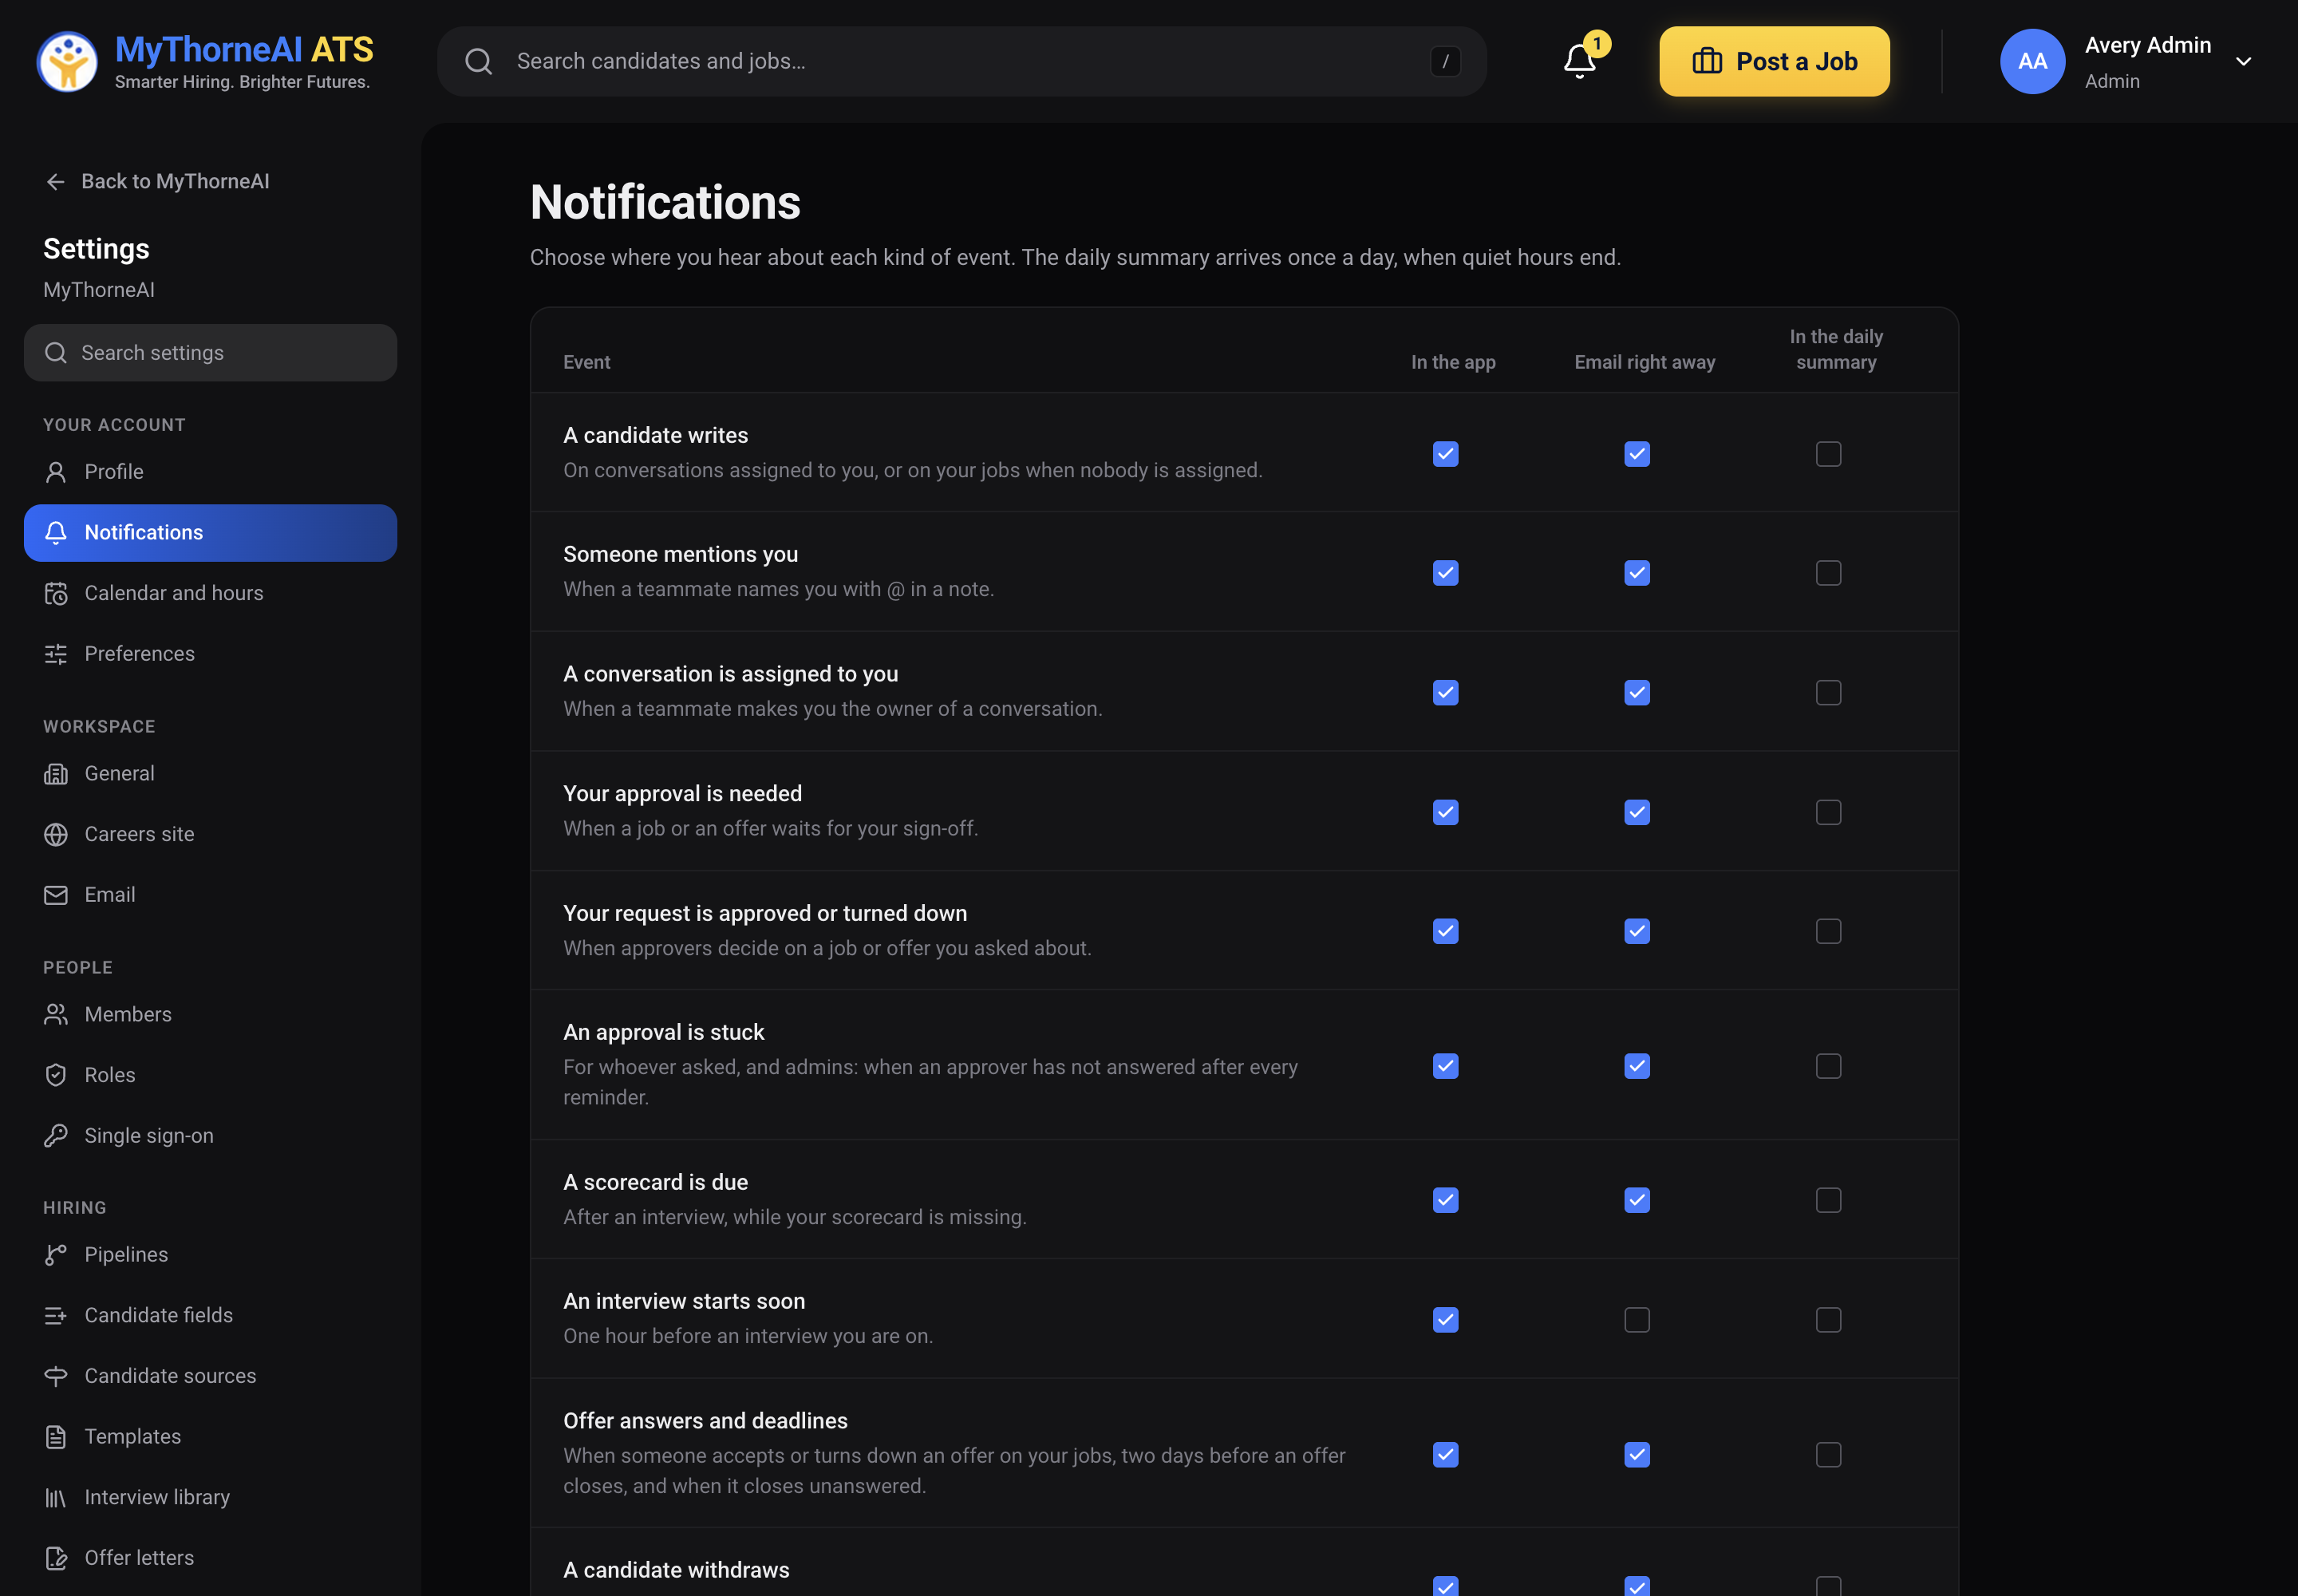 MyThorneAI ATS
Smarter Hiring. Brighter Futures.
Search candidates and jobs...
/
1
Post a Job
AA
Avery Admin
Admin
Back to MyThorneAI
Settings
MyThorneAI
Search settings
YOUR ACCOUNT
Profile
Notifications
Calendar and hours
Preferences
WORKSPACE
General
Careers site
Email
PEOPLE
Members
Roles
Single sign-on
HIRING
Pipelines
Candidate fields
Candidate sources
Templates
Interview library
Offer letters
Notifications
Choose where you hear about each kind of event. The daily summary arrives once a day, when quiet hours end.
Event
In the app
Email right away
In the daily
summary
A candidate writes
On conversations assigned to you, or on your jobs when nobody is assigned.
Someone mentions you
When a teammate names you with @ in a note.
A conversation is assigned to you
When a teammate makes you the owner of a conversation.
Your approval is needed
When a job or an offer waits for your sign-off.
Your request is approved or turned down
When approvers decide on a job or offer you asked about.
An approval is stuck
For whoever asked, and admins: when an approver has not answered after every
reminder.
A scorecard is due
After an interview, while your scorecard is missing.
An interview starts soon
One hour before an interview you are on.
Offer answers and deadlines
When someone accepts or turns down an offer on your jobs, two days before an offer
closes, and when it closes unanswered.
A candidate withdraws